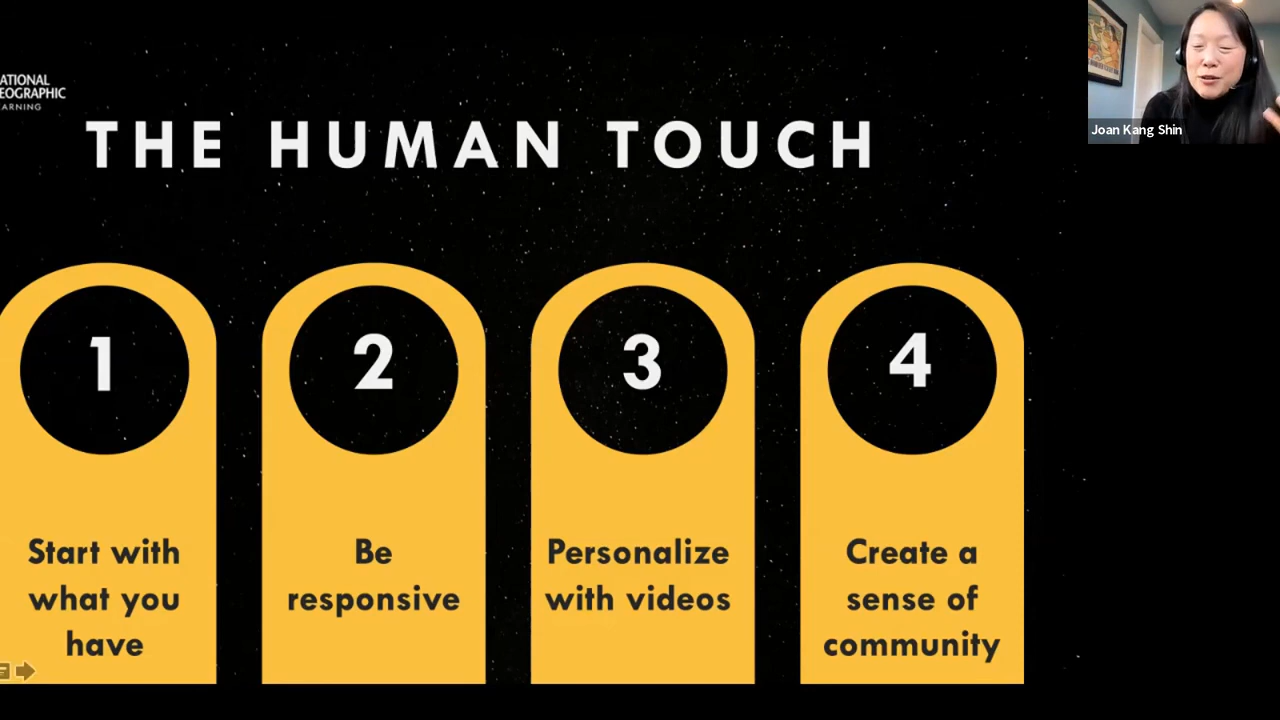 ATIONAL
EOGRAPHIC
ARNING
THE HUMAN TOUCH
Joan Kang Shin
1
Start with
what you
have
2
Be
responsive
3
Personalize
with videos
4
Create a
sense of
community